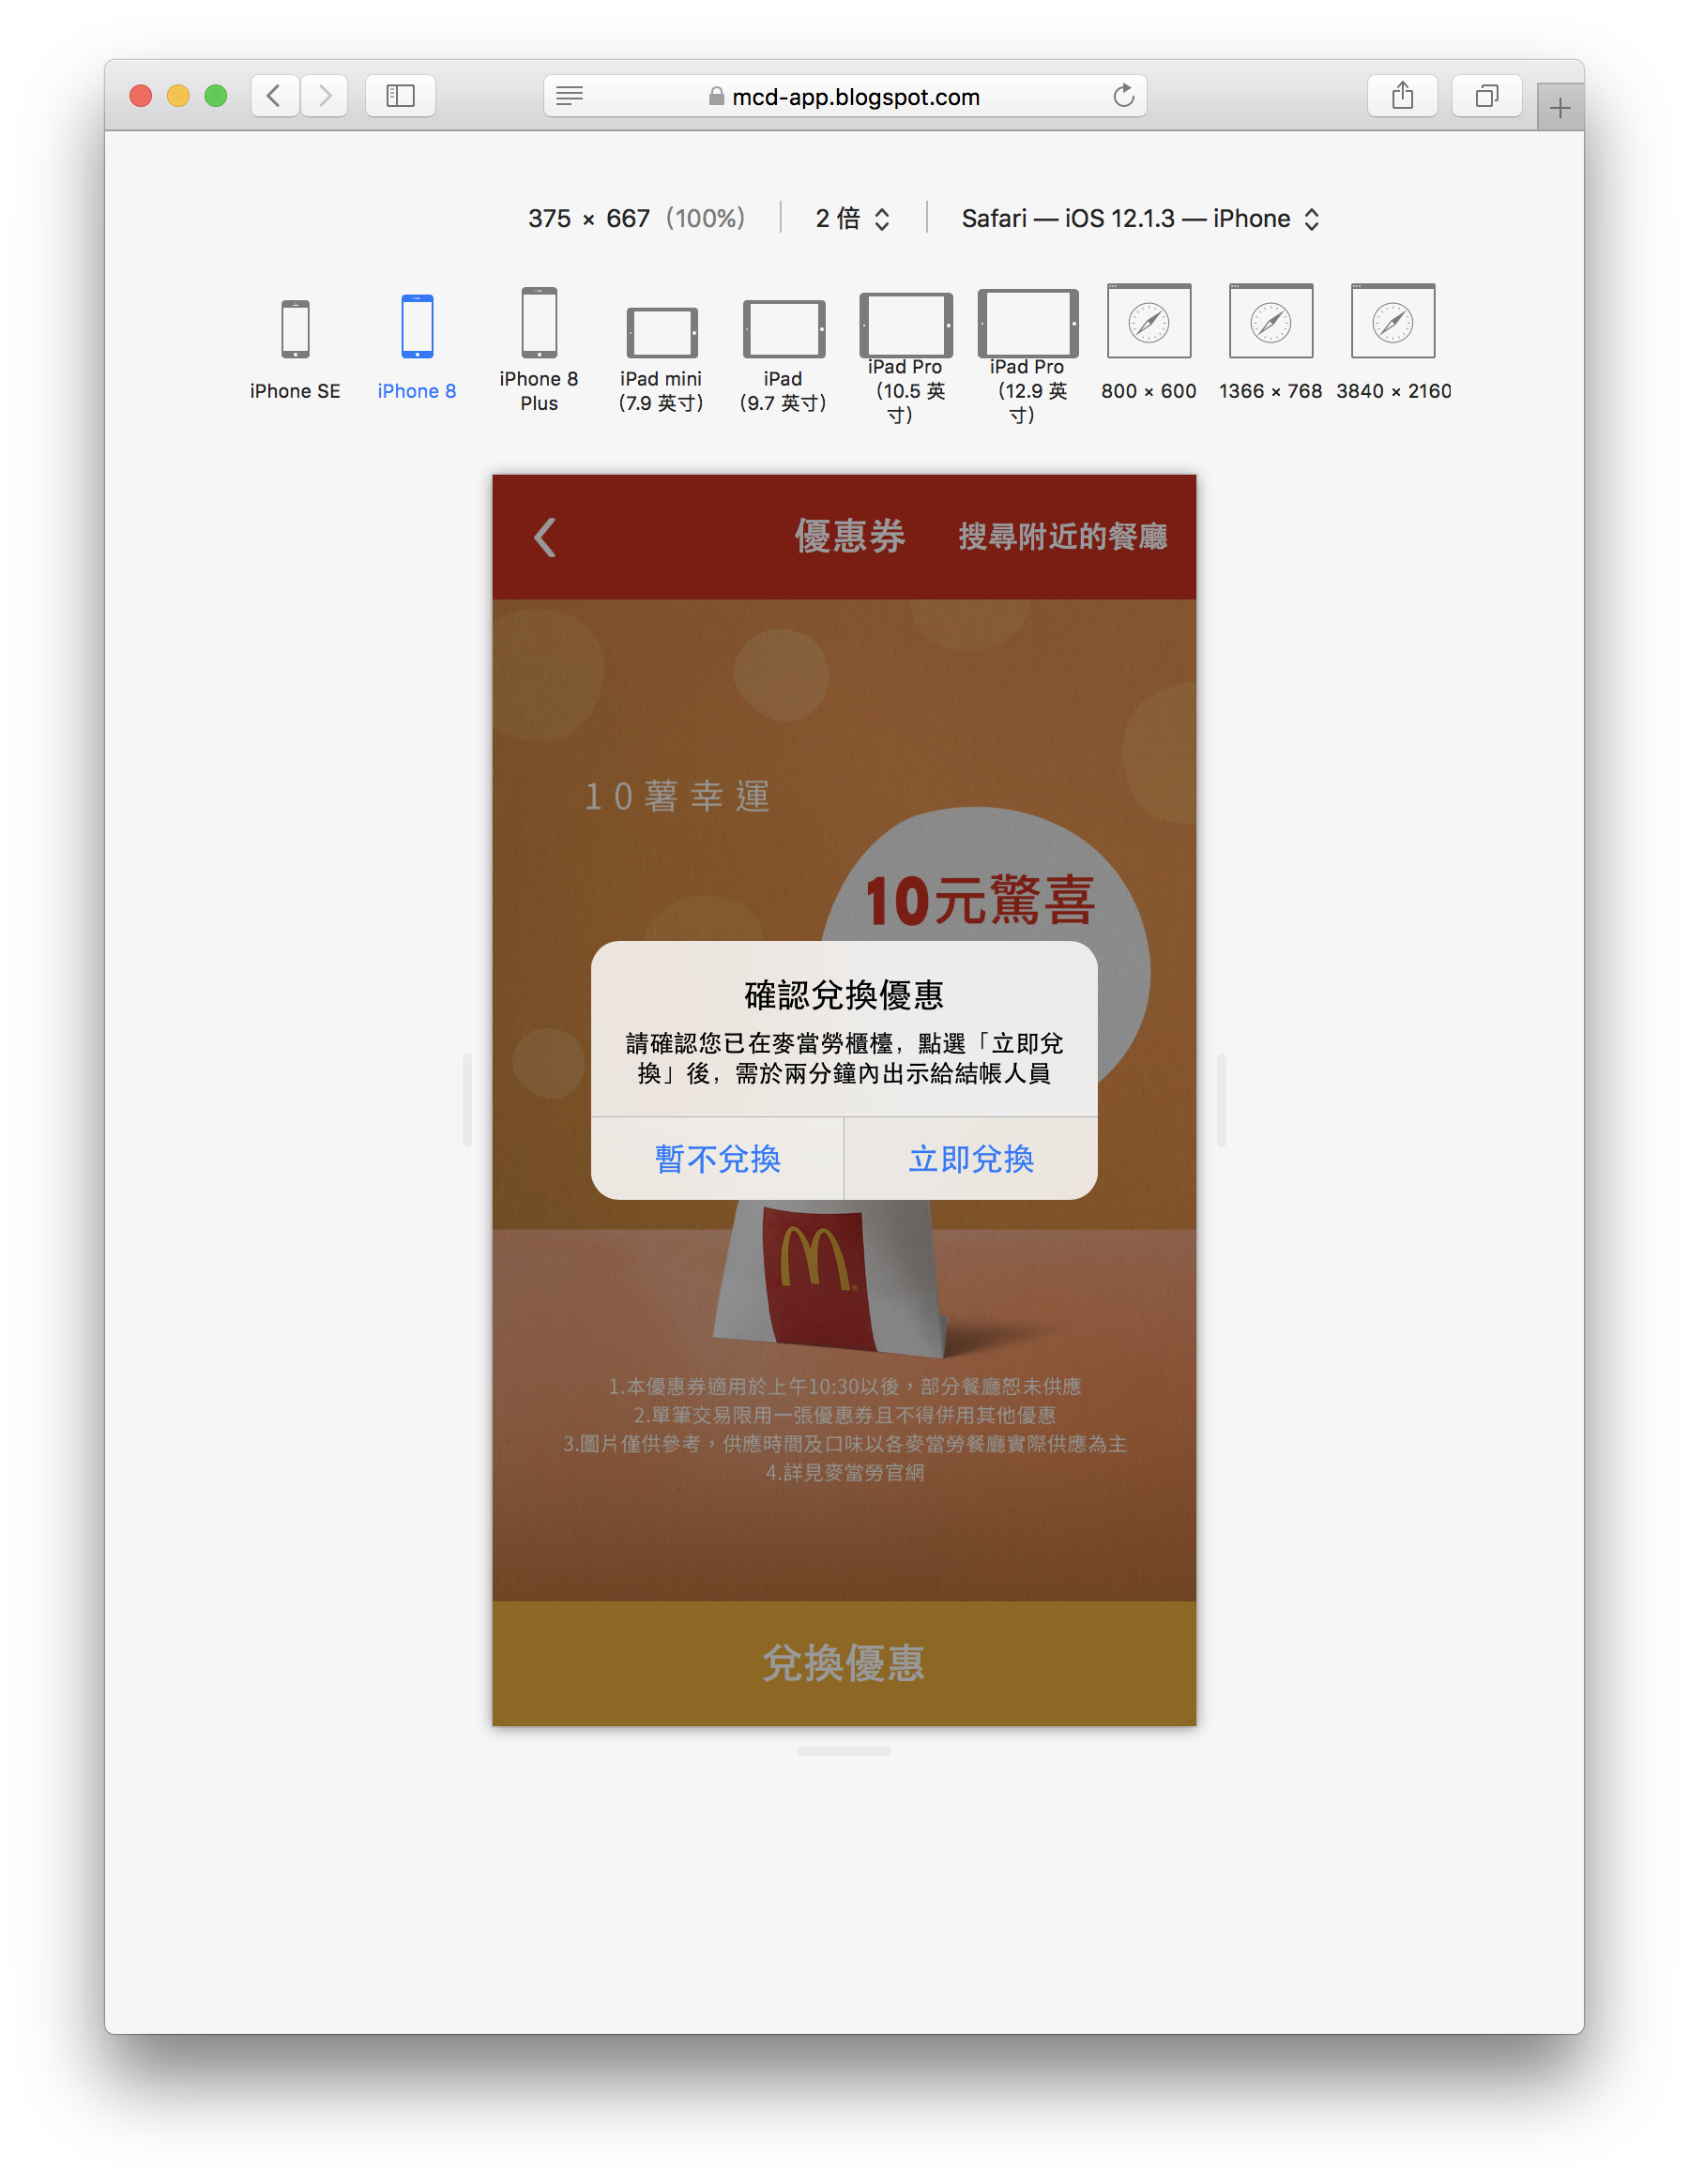 mcd-app.blogspot.com
375 × 667 (100%)
2 倍
Safari — iOS 12.1.3 — iPhone
iPhone SE
iPhone 8
iPhone 8
Plus
iPad mini
(7.9 英寸)
iPad
(9.7 英寸)
iPad Pro
(10.5 英
寸)
iPad Pro
(12.9 英
寸)
800 × 600
1366 × 768
3840 × 2160
優惠券
搜尋附近的餐廳
10薯幸運
10元驚喜
確認兌換優惠
請確認您已在麥當勞櫃檯，點選「立即兌
換」後，需於兩分鐘內出示給結帳人員
暫不兌換
立即兌換
1.本優惠券適用於上午10:30以後，部分餐廳恕未供應
2.單筆交易限用一張優惠券且不得併用其他優惠
3.圖片僅供參考，供應時間及口味以各麥當勞餐廳實際供應為主
4.詳見麥當勞官網
兌換優惠